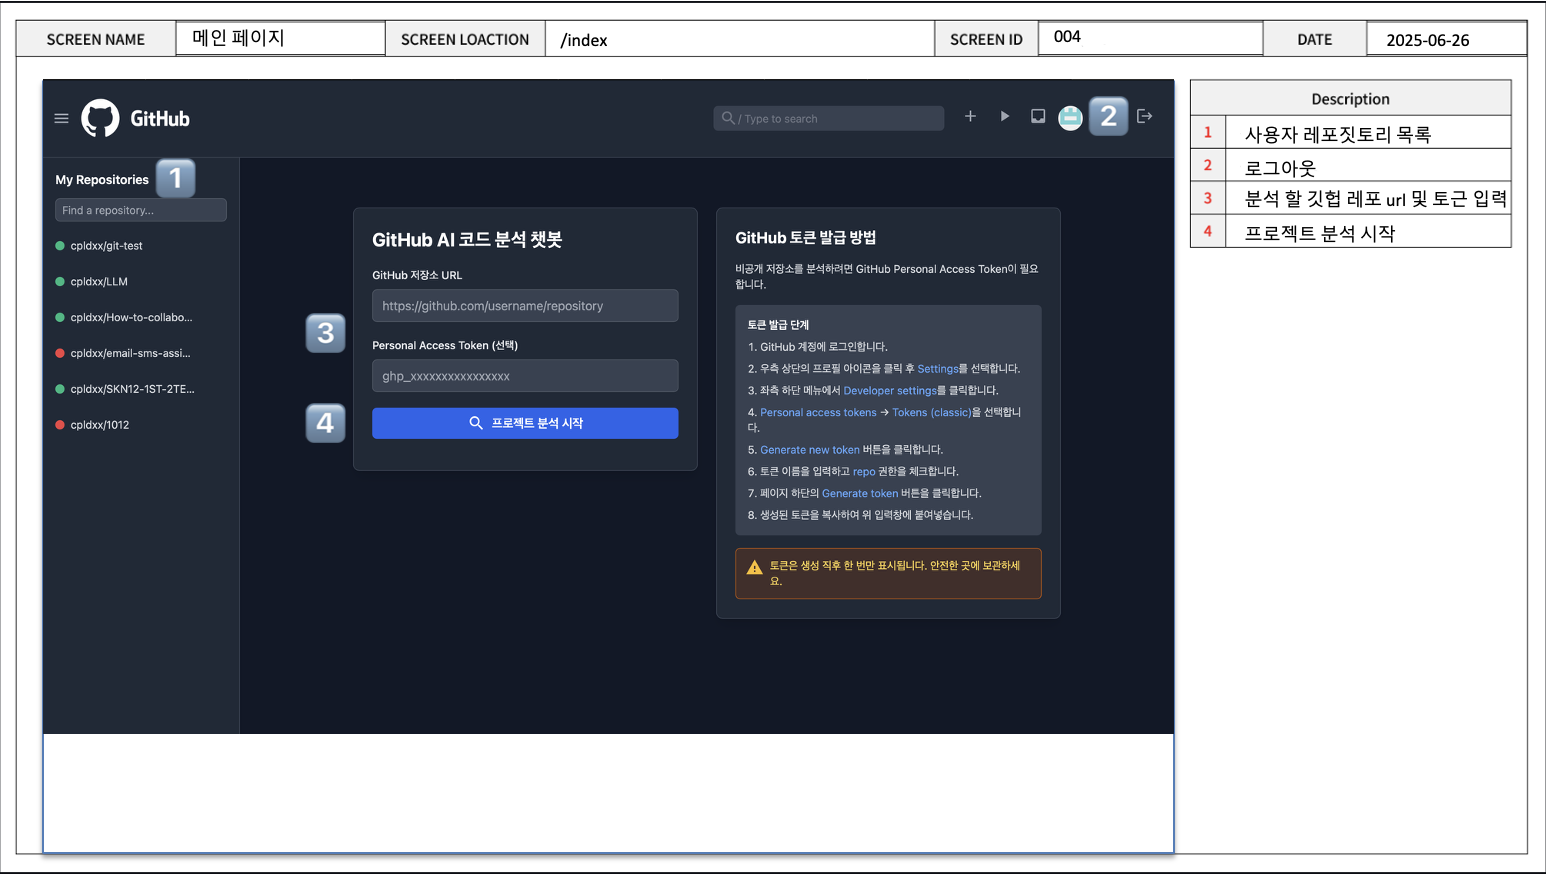 SCREEN NAME 메인 페이지 SCREEN LOACTION /index SCREEN ID 004 DATE 2025-06-26
GitHub
/ Type to search
2
My Repositories 1
Find a repository...
cpldxx/git-test
cpldxx/LLM
cpldxx/How-to-collabo...
cpldxx/email-sms-assi...
cpldxx/SKN12-1ST-2TE...
cpldxx/1012
GitHub AI 코드 분석 챗봇
GitHub 저장소 URL
https://github.com/username/repository
3
Personal Access Token (선택)
ghp_xxxxxxxxxxxxxxxx
4
프로젝트 분석 시작
GitHub 토큰 발급 방법
비공개 저장소를 분석하려면 GitHub Personal Access Token이 필요
합니다.
토큰 발급 단계
1. GitHub 계정에 로그인합니다.
2. 우측 상단의 프로필 아이콘을 클릭 후 Settings를 선택합니다.
3. 좌측 하단 메뉴에서 Developer settings를 클릭합니다.
4. Personal access tokens → Tokens (classic)을 선택합니
다.
5. Generate new token 버튼을 클릭합니다.
6. 토큰 이름을 입력하고 repo 권한을 체크합니다.
7. 페이지 하단의 Generate token 버튼을 클릭합니다.
8. 생성된 토큰을 복사하여 위 입력창에 붙여넣습니다.
토큰은 생성 직후 한 번만 표시됩니다. 안전한 곳에 보관하세
요.
Description
1 사용자 레포짓토리 목록
2 로그아웃
3 분석 할 깃헙 레포 url 및 토근 입력
4 프로젝트 분석 시작